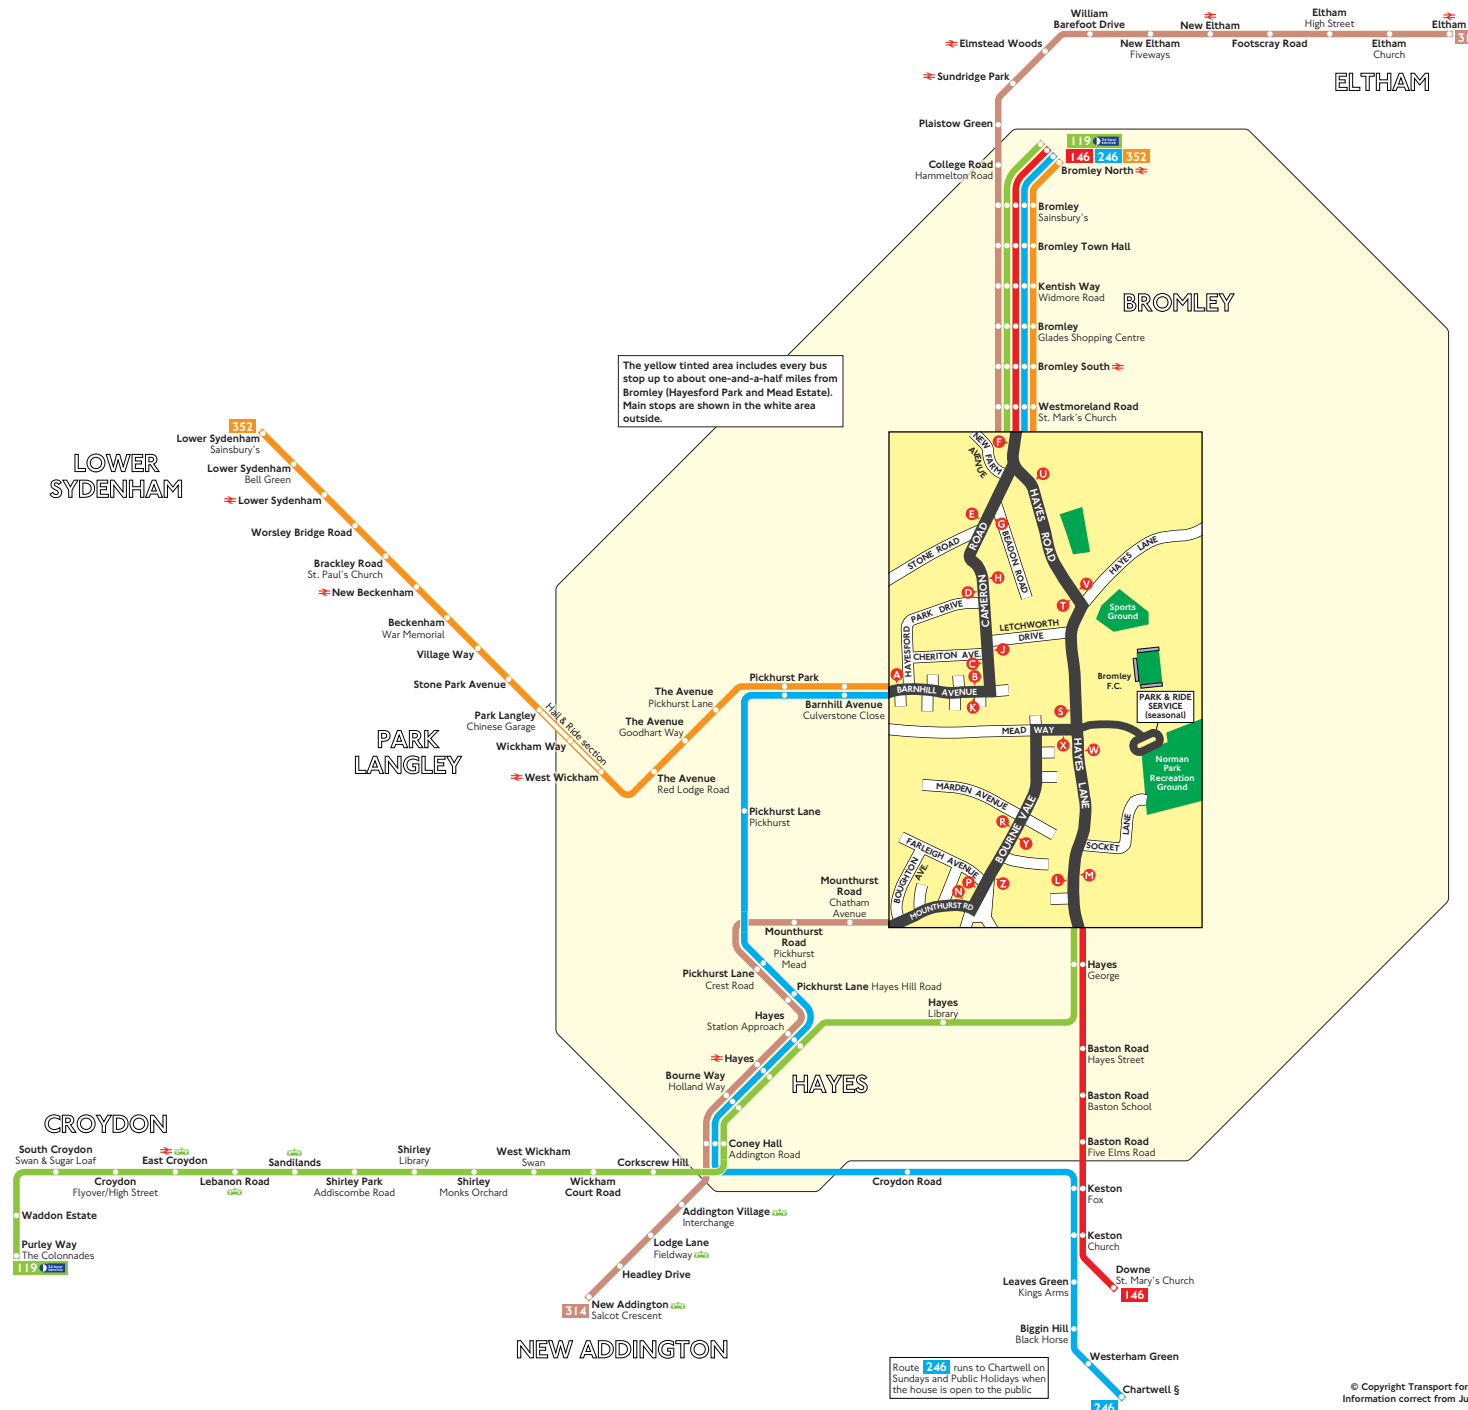 William
Barefoot Drive
New Eltham
Eltham
High Street
Eltham
31
Elmstead Woods
New Eltham
Fiveways
Footscray Road
Eltham
Church
ELTHAM
Sundridge Park
Plaistow Green
College Road
Hammelton Road
119 24 hour service
146 246 352
Bromley North
Bromley
Sainsbury's
Bromley Town Hall
Kentish Way
Widmore Road
BROMLEY
Bromley
Glades Shopping Centre
Bromley South
Westmoreland Road
St. Mark's Church
The yellow tinted area includes every bus
stop up to about one-and-a-half miles from
Bromley (Hayesford Park and Mead Estate).
Main stops are shown in the white area
outside.
352
Lower Sydenham
Sainsbury's
LOWER
SYDENHAM
Lower Sydenham
Bell Green
Lower Sydenham
Worsley Bridge Road
Brackley Road
St. Paul's Church
New Beckenham
Beckenham
War Memorial
Village Way
Stone Park Avenue
Park Langley
Chinese Garage
Hail & Ride section
Wickham Way
West Wickham
PARK
LANGLEY
The Avenue
Pickhurst Lane
The Avenue
Goodhart Way
The Avenue
Red Lodge Road
Pickhurst Park
Barnhill Avenue
Culverstone Close
Pickhurst Lane
Pickhurst
NEW FARM
AVENUE
F
U
E
G
HAYES ROAD
STONE ROAD
BEADON ROAD
CAMERON
ROAD
HAYES LANE
H
D
V
T
PARK DRIVE
HAYESFORD
LETCHWORTH
DRIVE
Sports
Ground
CHERITON AVE.
J
C
A
B
BARNHILL AVENUE
K
Bromley
F.C.
PARK & RIDE
SERVICE
(seasonal)
S
MEAD WAY
X
W
HAYES LANE
Norman
Park
Recreation
Ground
MARDEN AVENUE
R
BOURNE VALE
Y
SOCKET
LANE
FARLEIGH AVENUE
BOUGHTON
AVE.
N
P
Z
L
M
MOUNTHURST RD
Mounthurst
Road
Chatham
Avenue
Mounthurst
Road
Pickhurst
Mead
Pickhurst Lane
Crest Road
Pickhurst Lane Hayes Hill Road
Hayes
Station Approach
Hayes
Library
Hayes
George
Hayes
Bourne Way
Holland Way
HAYES
Baston Road
Hayes Street
Baston Road
Baston School
Baston Road
Five Elms Road
Coney Hall
Addington Road
CROYDON
South Croydon
Swan & Sugar Loaf
East Croydon
Sandilands
Shirley
Library
West Wickham
Swan
Corkscrew Hill
Croydon
Flyover/High Street
Lebanon Road
Shirley Park
Addiscombe Road
Shirley
Monks Orchard
Wickham
Court Road
Croydon Road
Waddon Estate
Purley Way
The Colonnades
119 24 hour service
Keston
Fox
Keston
Church
Addington Village
Interchange
Lodge Lane
Fieldway
Headley Drive
314
New Addington
Salcot Crescent
NEW ADDINGTON
Downe
St. Mary's Church
146
Leaves Green
Kings Arms
Biggin Hill
Black Horse
Westerham Green
Chartwell §
246
Route 246 runs to Chartwell on
Sundays and Public Holidays when
the house is open to the public
© Copyright Transport for
Information correct from Ju